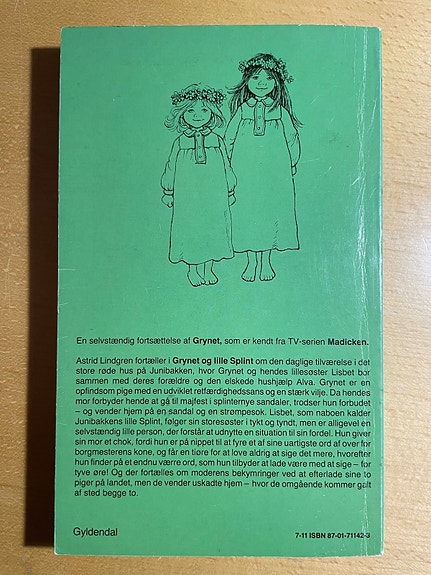 En selvstændig fortsættelse af Grynet, som er kendt fra TV-serien Madicken.
Astrid Lindgren fortæller i Grynet og lille Splint om den daglige tilværelse i det
store røde hus på Junibakken, hvor Grynet og hendes lillesøster Lisbet bor
sammen med deres forældre og den elskede hushjælp Alva. Grynet er en
opfindsom pige med en udviklet retfærdighedssans og en stærk vilje. Da hendes
mor forbyder hende at gå til majfest i splinternye sandaler, trodser hun forbudet
– og vender hjem på en sandal og en strømpesok. Lisbet, som naboen kalder
Junibakkens lille Splint, følger sin storesøster i tykt og tyndt, men er alligevel en
selvstændig lille person, der forstår at udnytte en situation til sin fordel. Hun giver
sin mor et chok, fordi hun er på nippet til at fyre et af sine uartigste ord af over for
borgmesterens kone, og får en tiøre for at love aldrig at sige det mere, hvorefter
hun finder på et endnu værre ord, som hun tilbyder at lade være med at sige – for
tyve øre! Og der fortælles om moderens bekymringer ved at efterlade sine to
piger på landet, men de vender uskadte hjem – hvor de omgående kommer galt
af sted begge to.
Gyldendal
7-11 ISBN 87-01-71142-3